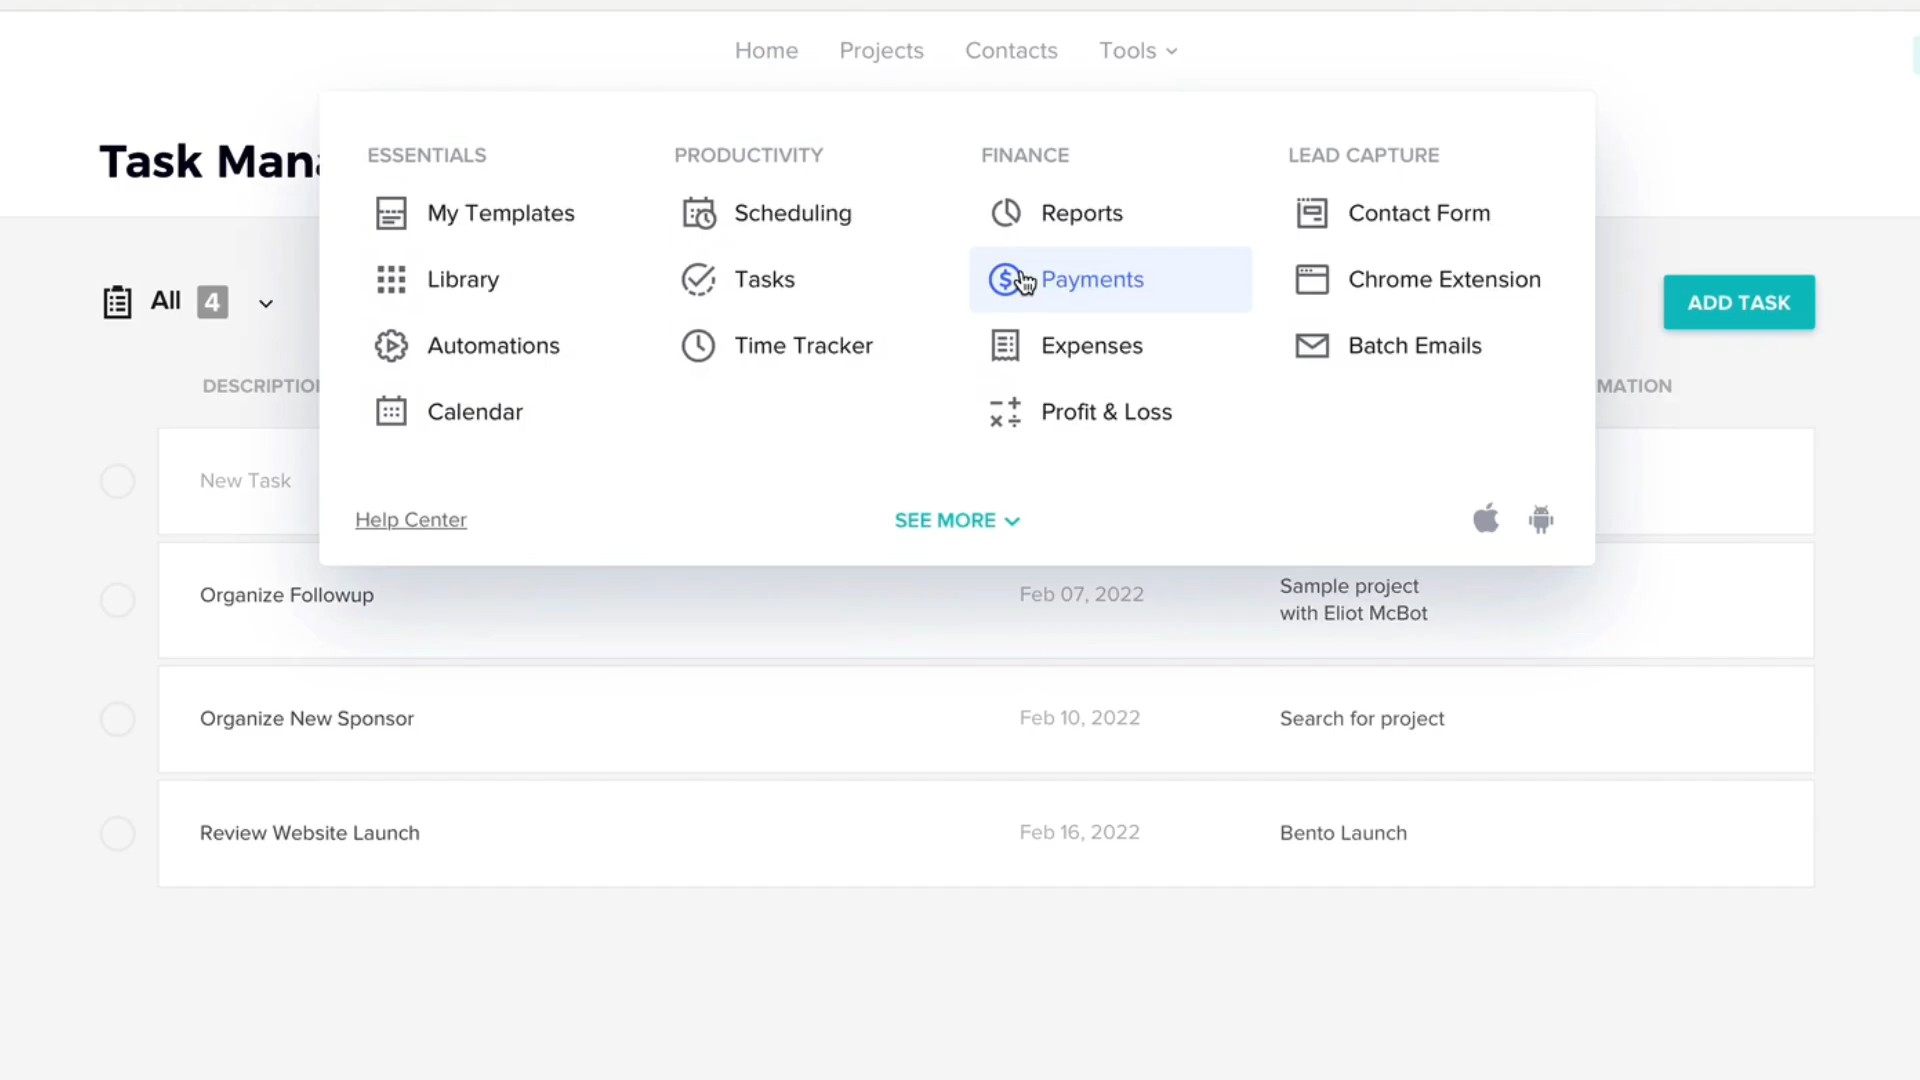 Home Projects Contacts Tools
Task Mana
ESSENTIALS PRODUCTIVITY FINANCE LEAD CAPTURE
My Templates Scheduling Reports Contact Form
Library Tasks Payments Chrome Extension
All 4 ADD TASK
Automations Time Tracker Expenses Batch Emails
DESCRIPTIO MATION
Calendar Profit & Loss
New Task
Help Center SEE MORE
Organize Followup Feb 07, 2022 Sample project
with Eliot McBot
Organize New Sponsor Feb 10, 2022 Search for project
Review Website Launch Feb 16, 2022 Bento Launch